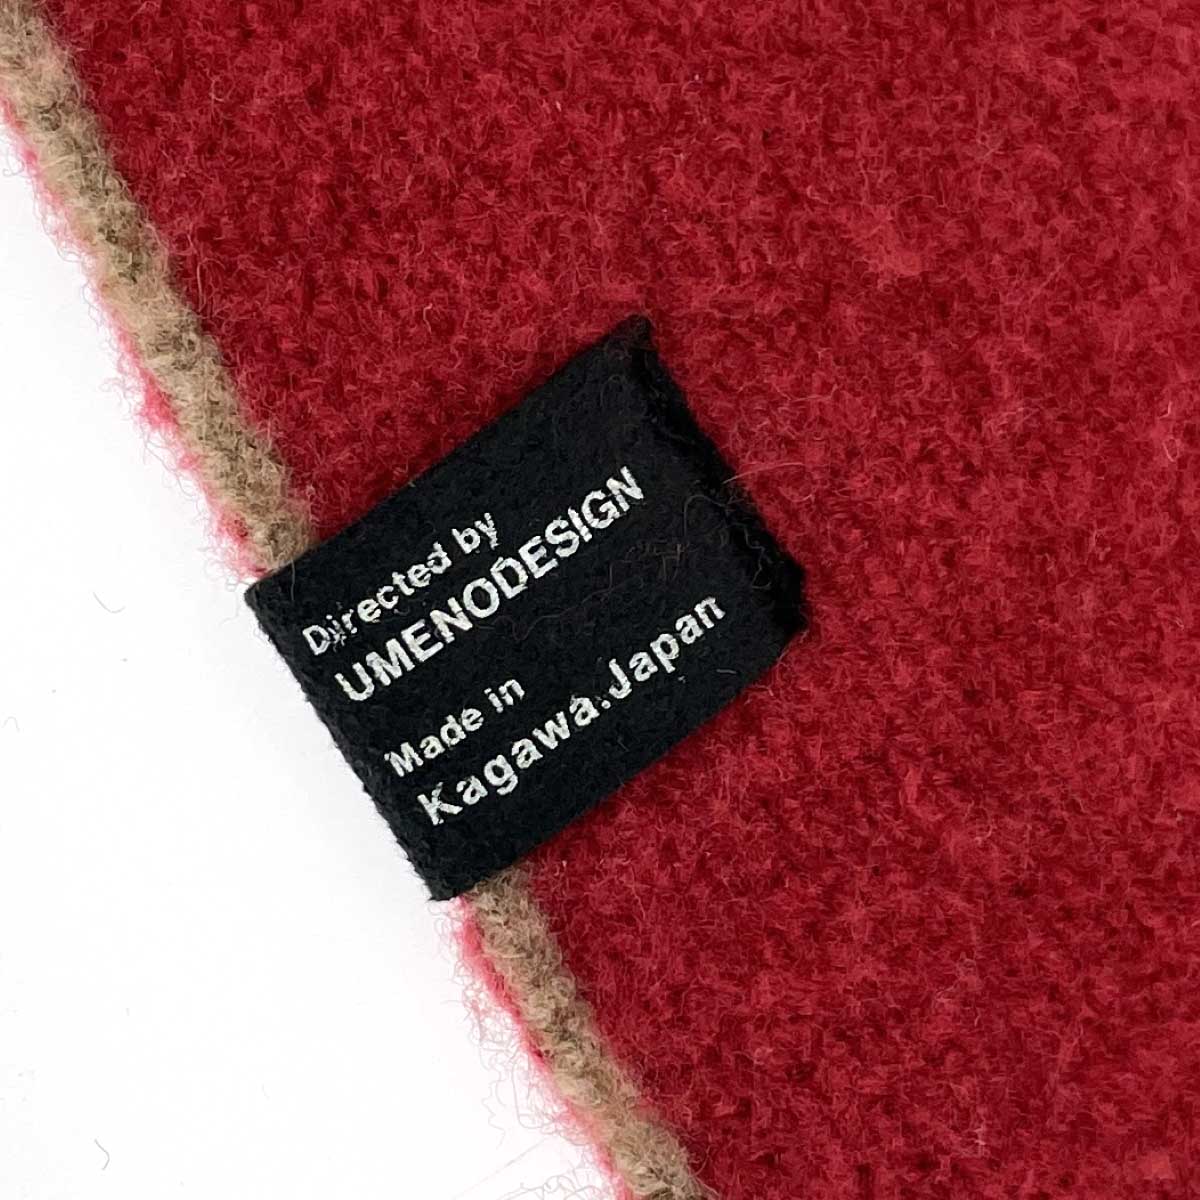 Directed by
UMENODESIGN
Made in
Kagawa.Japan